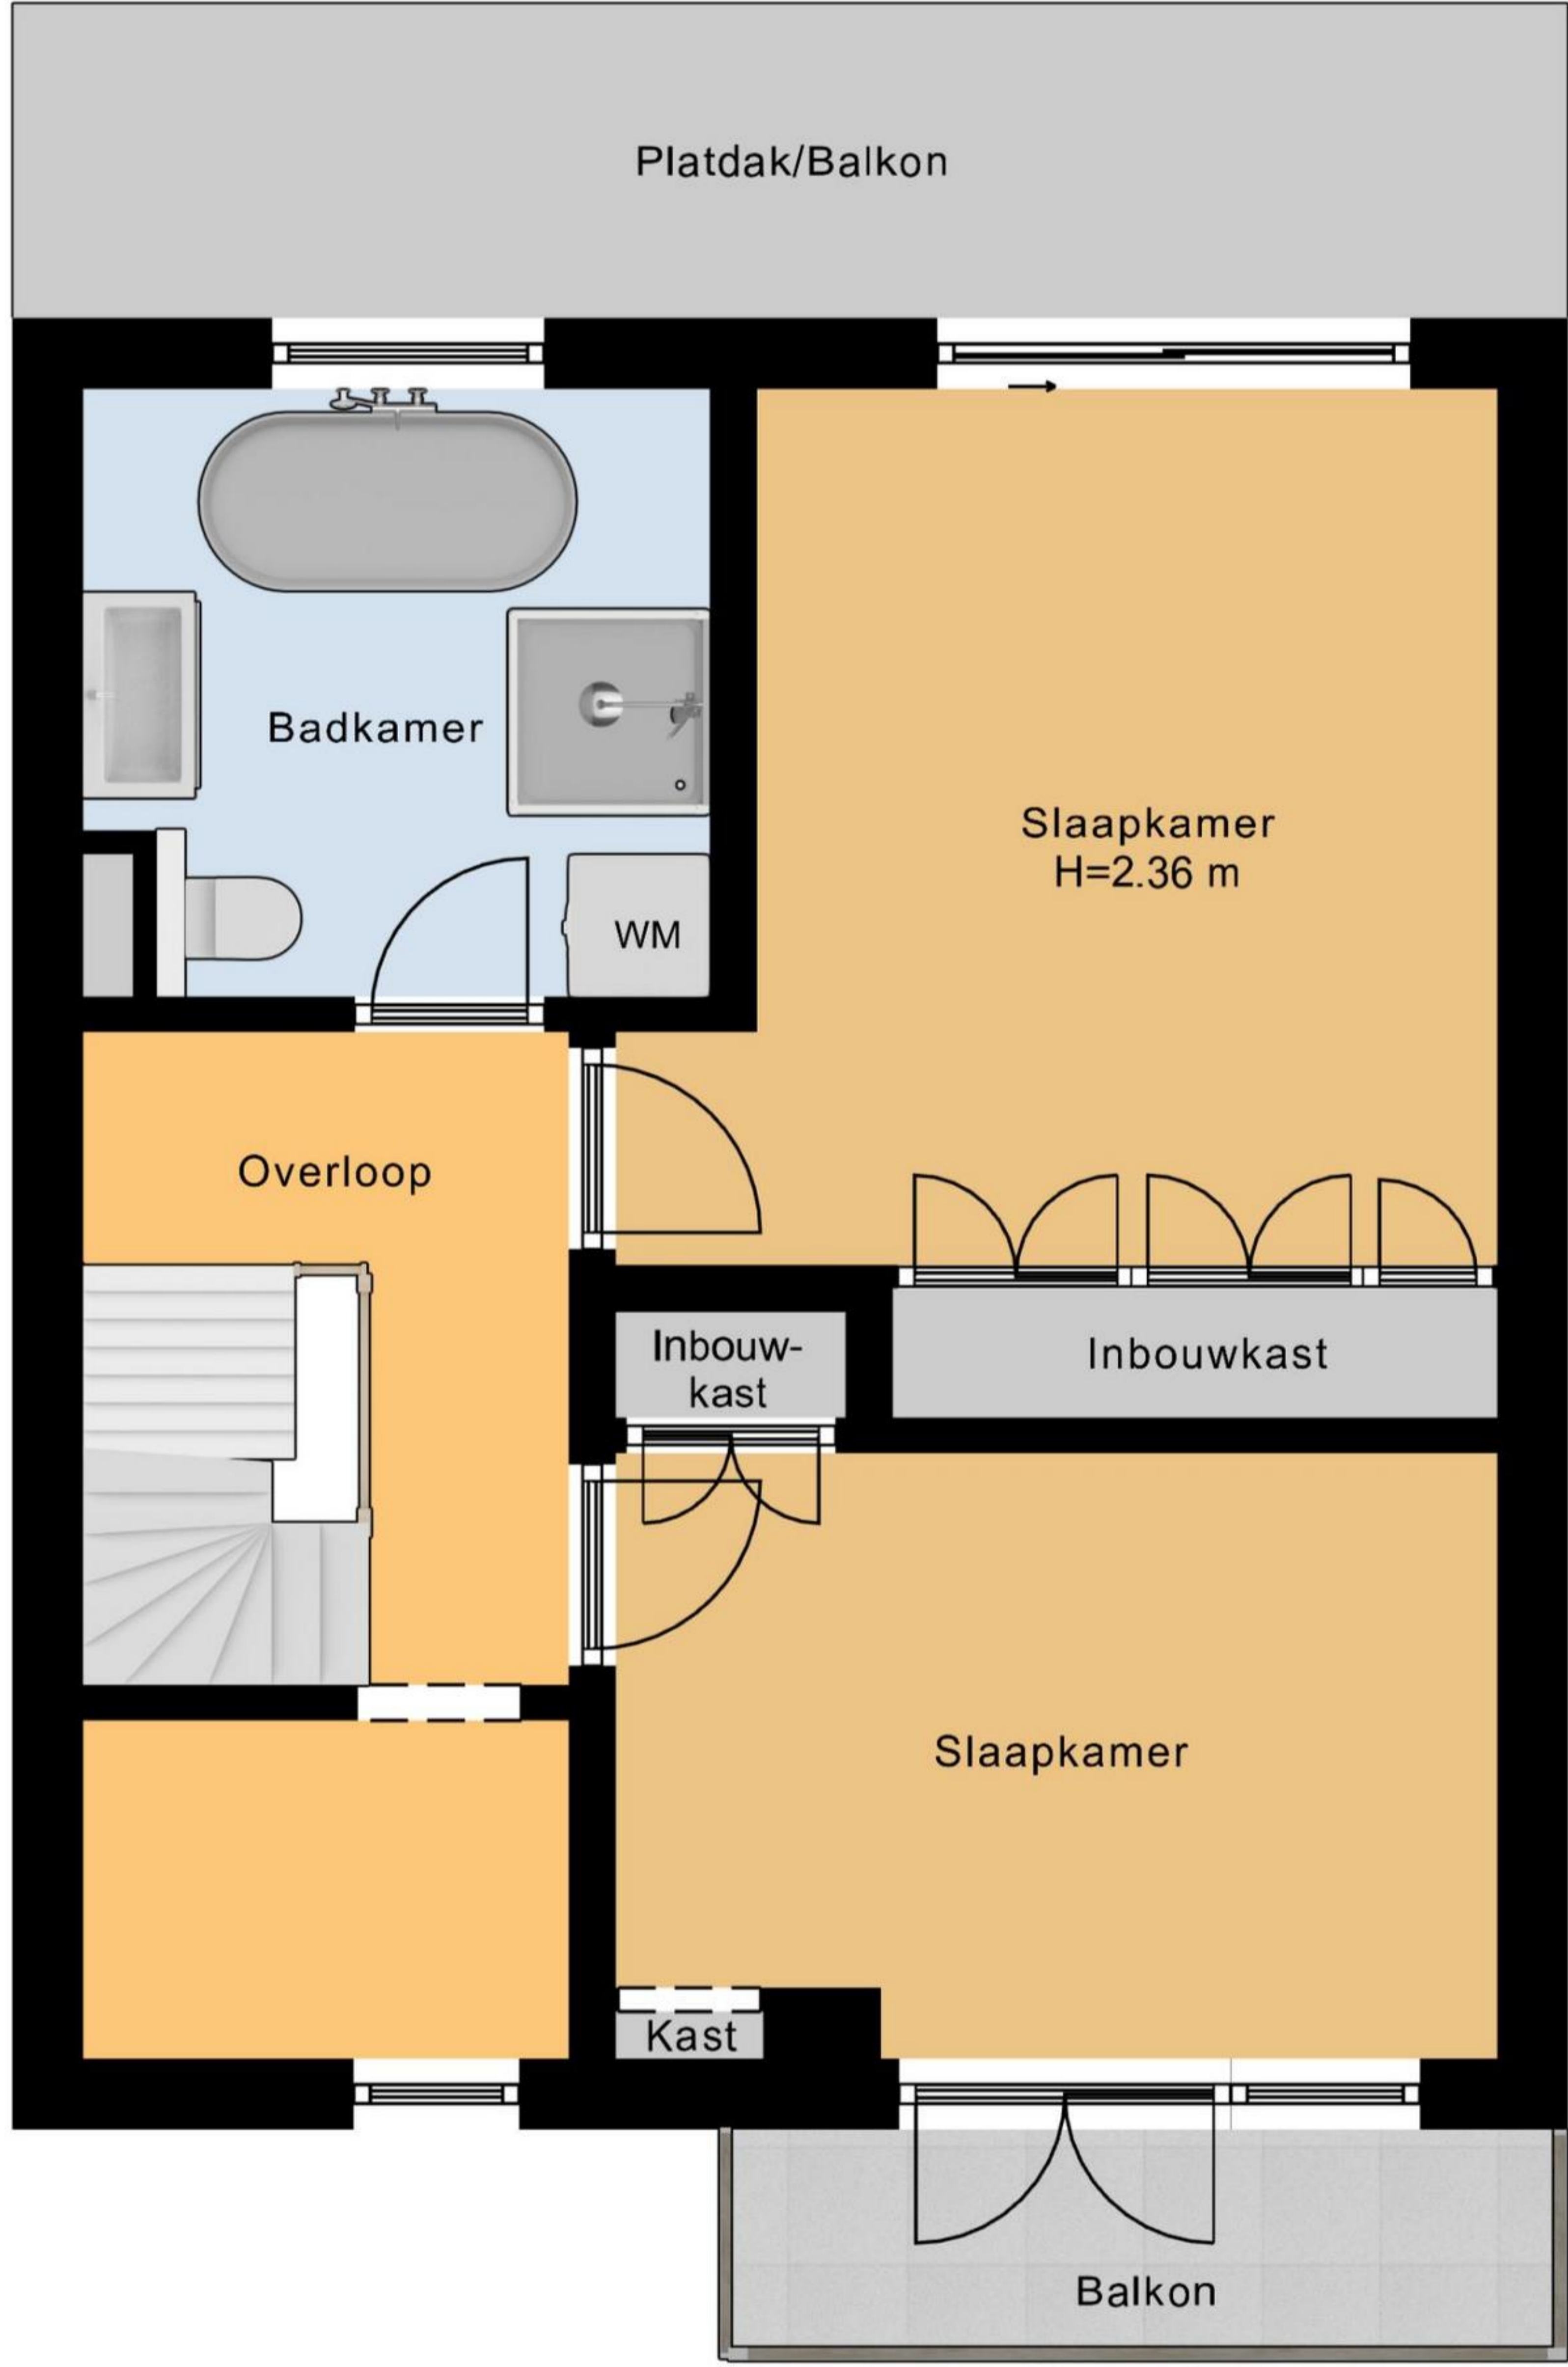 Platdak/Balkon
Badkamer
Slaapkamer
H=2.36 m
WM
Overloop
Inbouw-
kast
Inbouwkast
Slaapkamer
Kast
Balkon